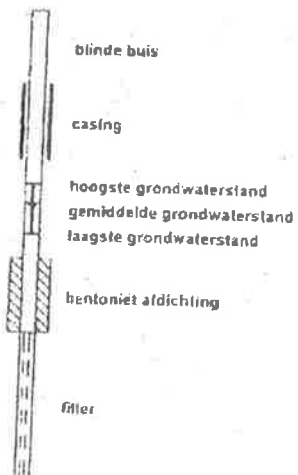 blinde buis
casing
hoogste grondwaterstand
gemiddelde grondwaterstand
laagste grondwaterstand
bentoniet afdichting
filter